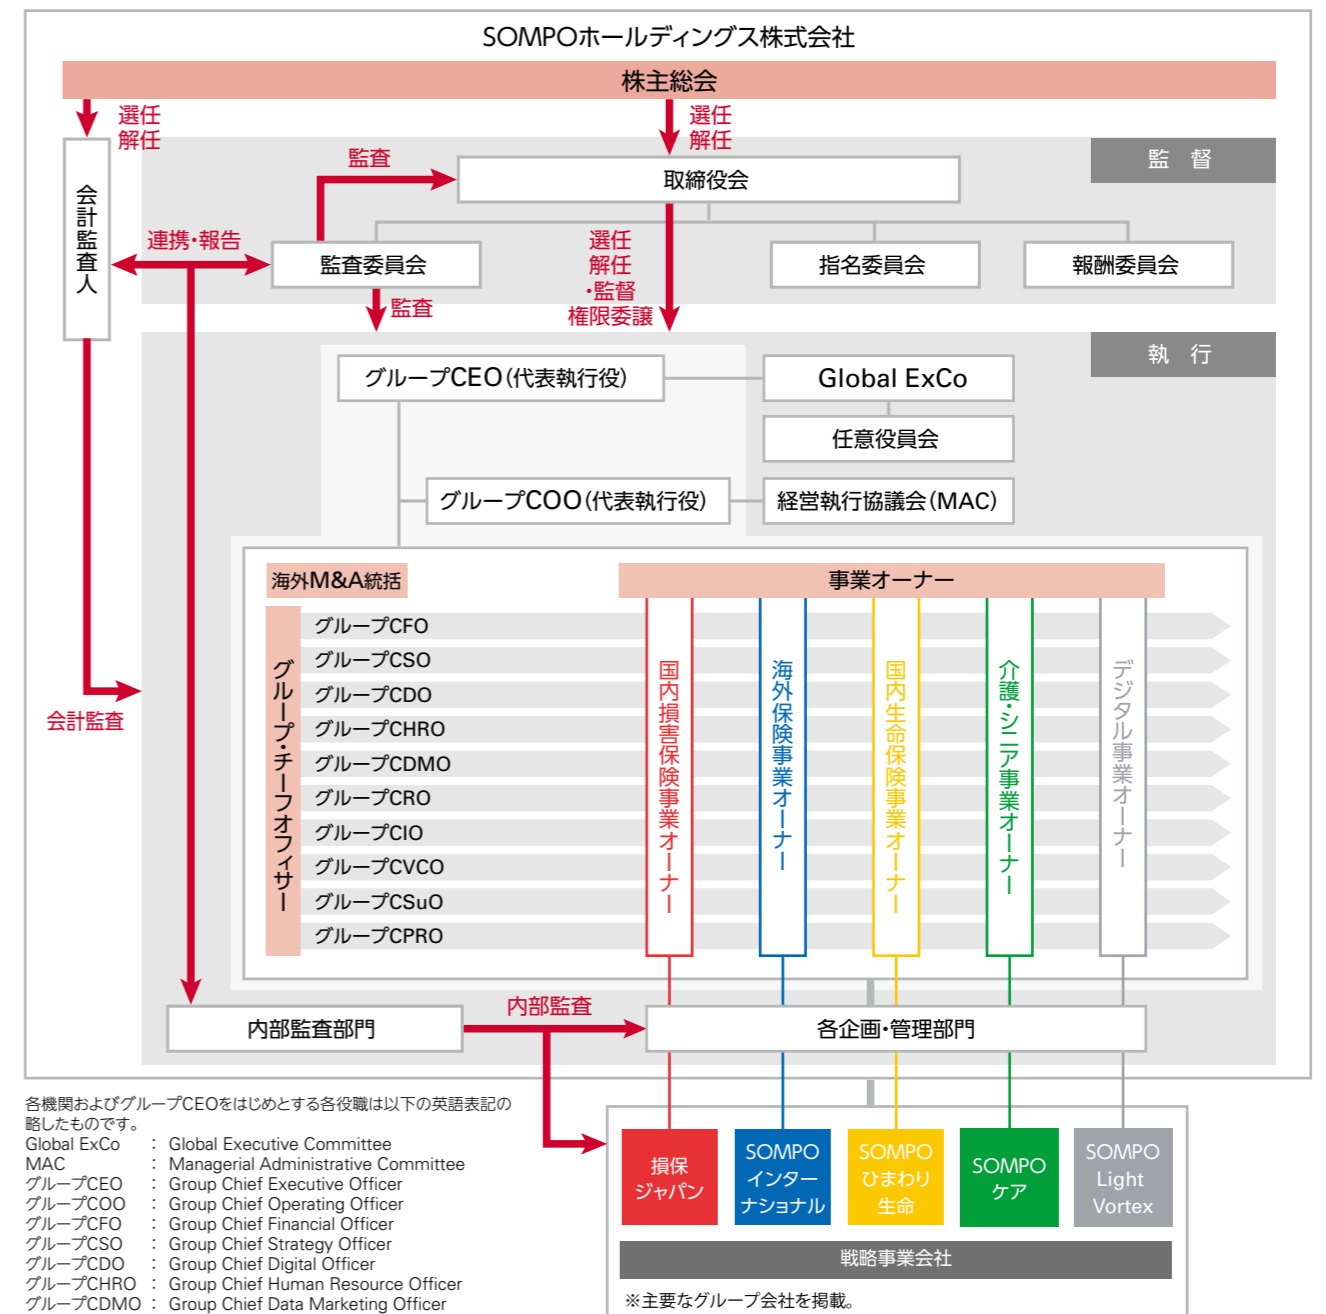 SOMPOホールディングス株式会社
株主総会
選任
解任
選任
解任
監 督
監査
取締役会
会計監査人
連携・報告
監査委員会
選任
解任
・監督
権限委譲
指名委員会
報酬委員会
監査
執 行
グループCEO(代表執行役)
Global ExCo
任意役員会
グループCOO(代表執行役)
経営執行協議会(MAC)
海外M&A統括
事業オーナー
グループ・チーフオフィサー
グループCFO
グループCSO
グループCDO
グループCHRO
グループCDMO
グループCRO
グループCIO
グループCVCO
グループCSuO
グループCPRO
国内損害保険事業オーナー
海外保険事業オーナー
国内生命保険事業オーナー
介護・シニア事業オーナー
デジタル事業オーナー
会計監査
内部監査部門
内部監査
各企画・管理部門
各機関およびグループCEOをはじめとする各役職は以下の英語表記の
略したものです。
Global ExCo : Global Executive Committee
MAC : Managerial Administrative Committee
グループCEO : Group Chief Executive Officer
グループCOO : Group Chief Operating Officer
グループCFO : Group Chief Financial Officer
グループCSO : Group Chief Strategy Officer
グループCDO : Group Chief Digital Officer
グループCHRO : Group Chief Human Resource Officer
グループCDMO : Group Chief Data Marketing Officer
損保
ジャパン
SOMPO
インター
ナショナル
SOMPO
ひまわり
生命
SOMPO
ケア
SOMPO
Light
Vortex
戦略事業会社
※主要なグループ会社を掲載。